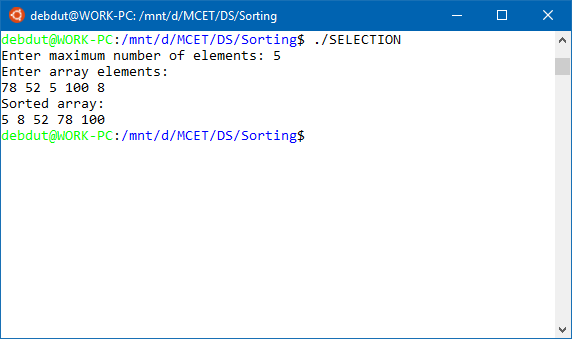 debdut@WORK-PC: /mnt/d/MCET/DS/Sorting
debdut@WORK-PC:/mnt/d/MCET/DS/Sorting$ ./SELECTION
Enter maximum number of elements: 5
Enter array elements:
78 52 5 100 8
Sorted array:
5 8 52 78 100
debdut@WORK-PC:/mnt/d/MCET/DS/Sorting$